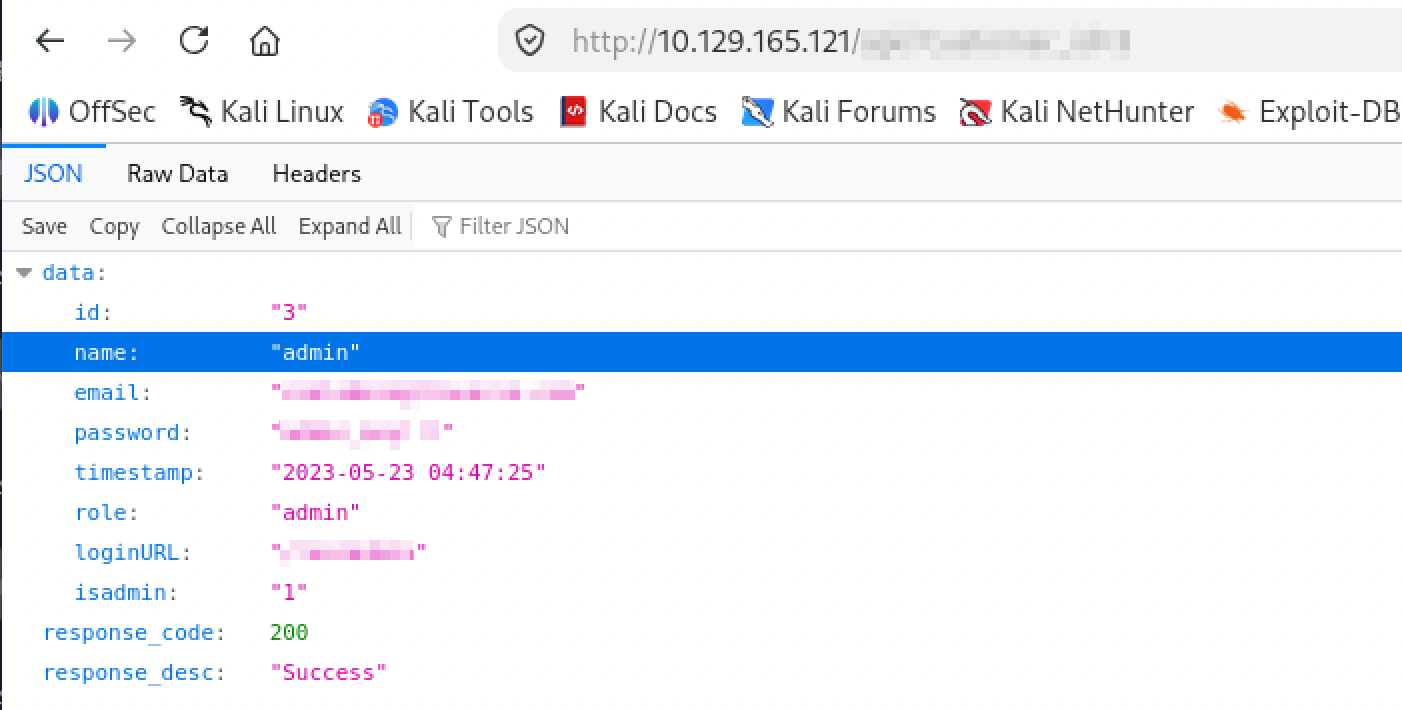 http://10.129.165.121/
OffSec Kali Linux Kali Tools Kali Docs Kali Forums Kali NetHunter Exploit-DB
JSON Raw Data Headers
Save Copy Collapse All Expand All Filter JSON
data:
id: "3"
name: "admin"
email: ""
password: ""
timestamp: "2023-05-23 04:47:25"
role: "admin"
loginURL: ""
isadmin: "1"
response_code: 200
response_desc: "Success"